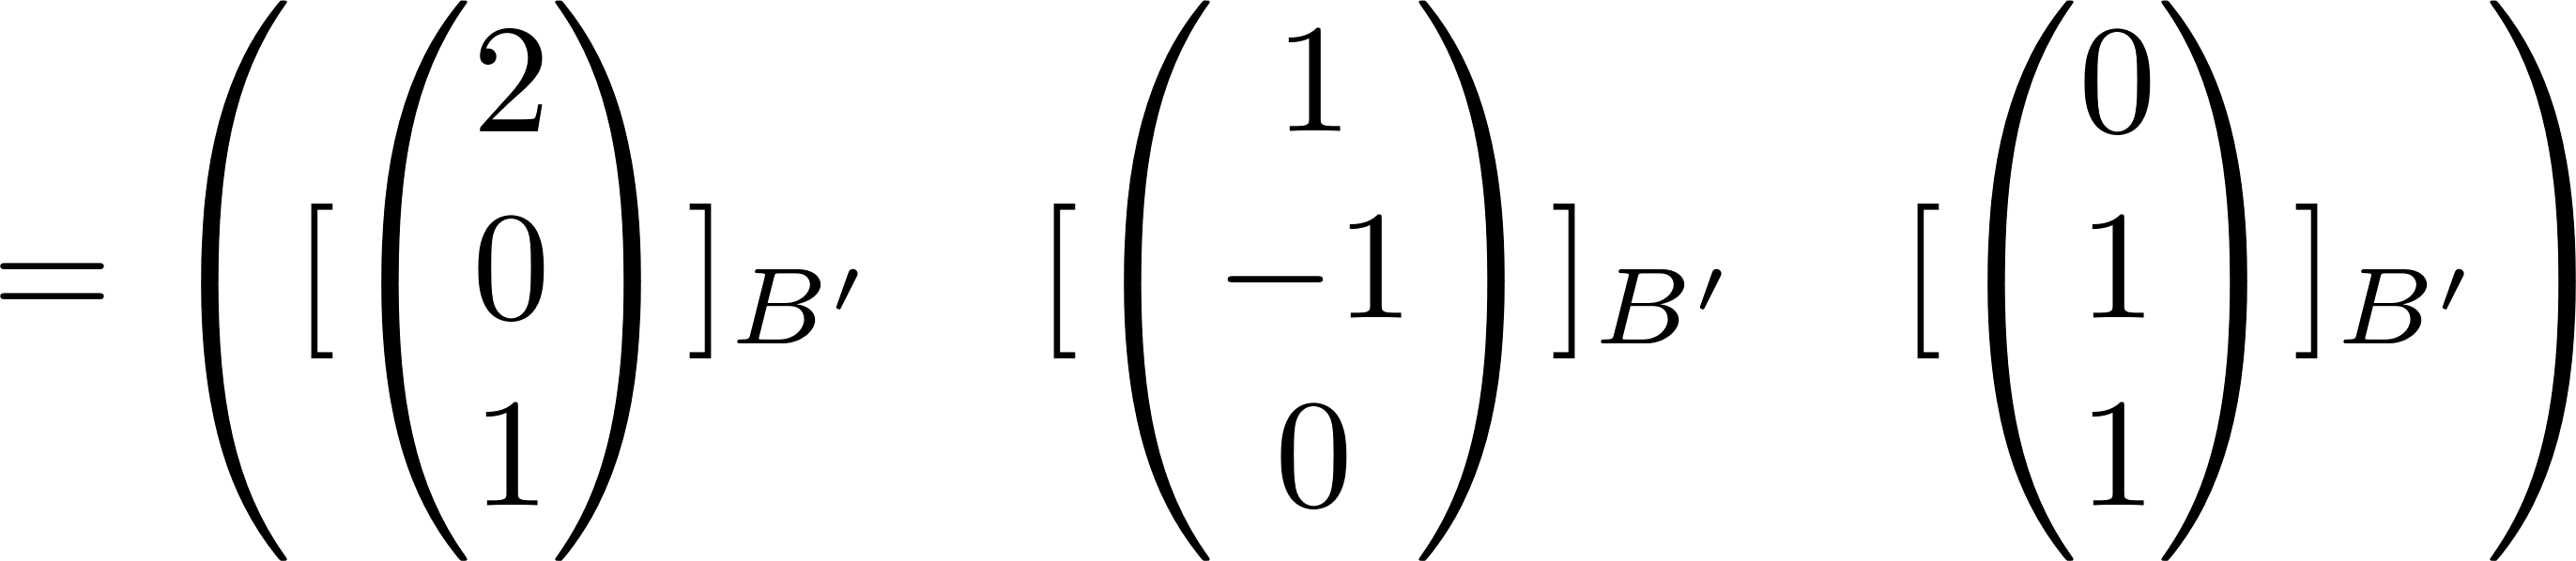 = ( [ ( 2 0 1 ) ]_{B'} [ ( 1 −1 0 ) ]_{B'} [ ( 0 1 1 ) ]_{B'} )